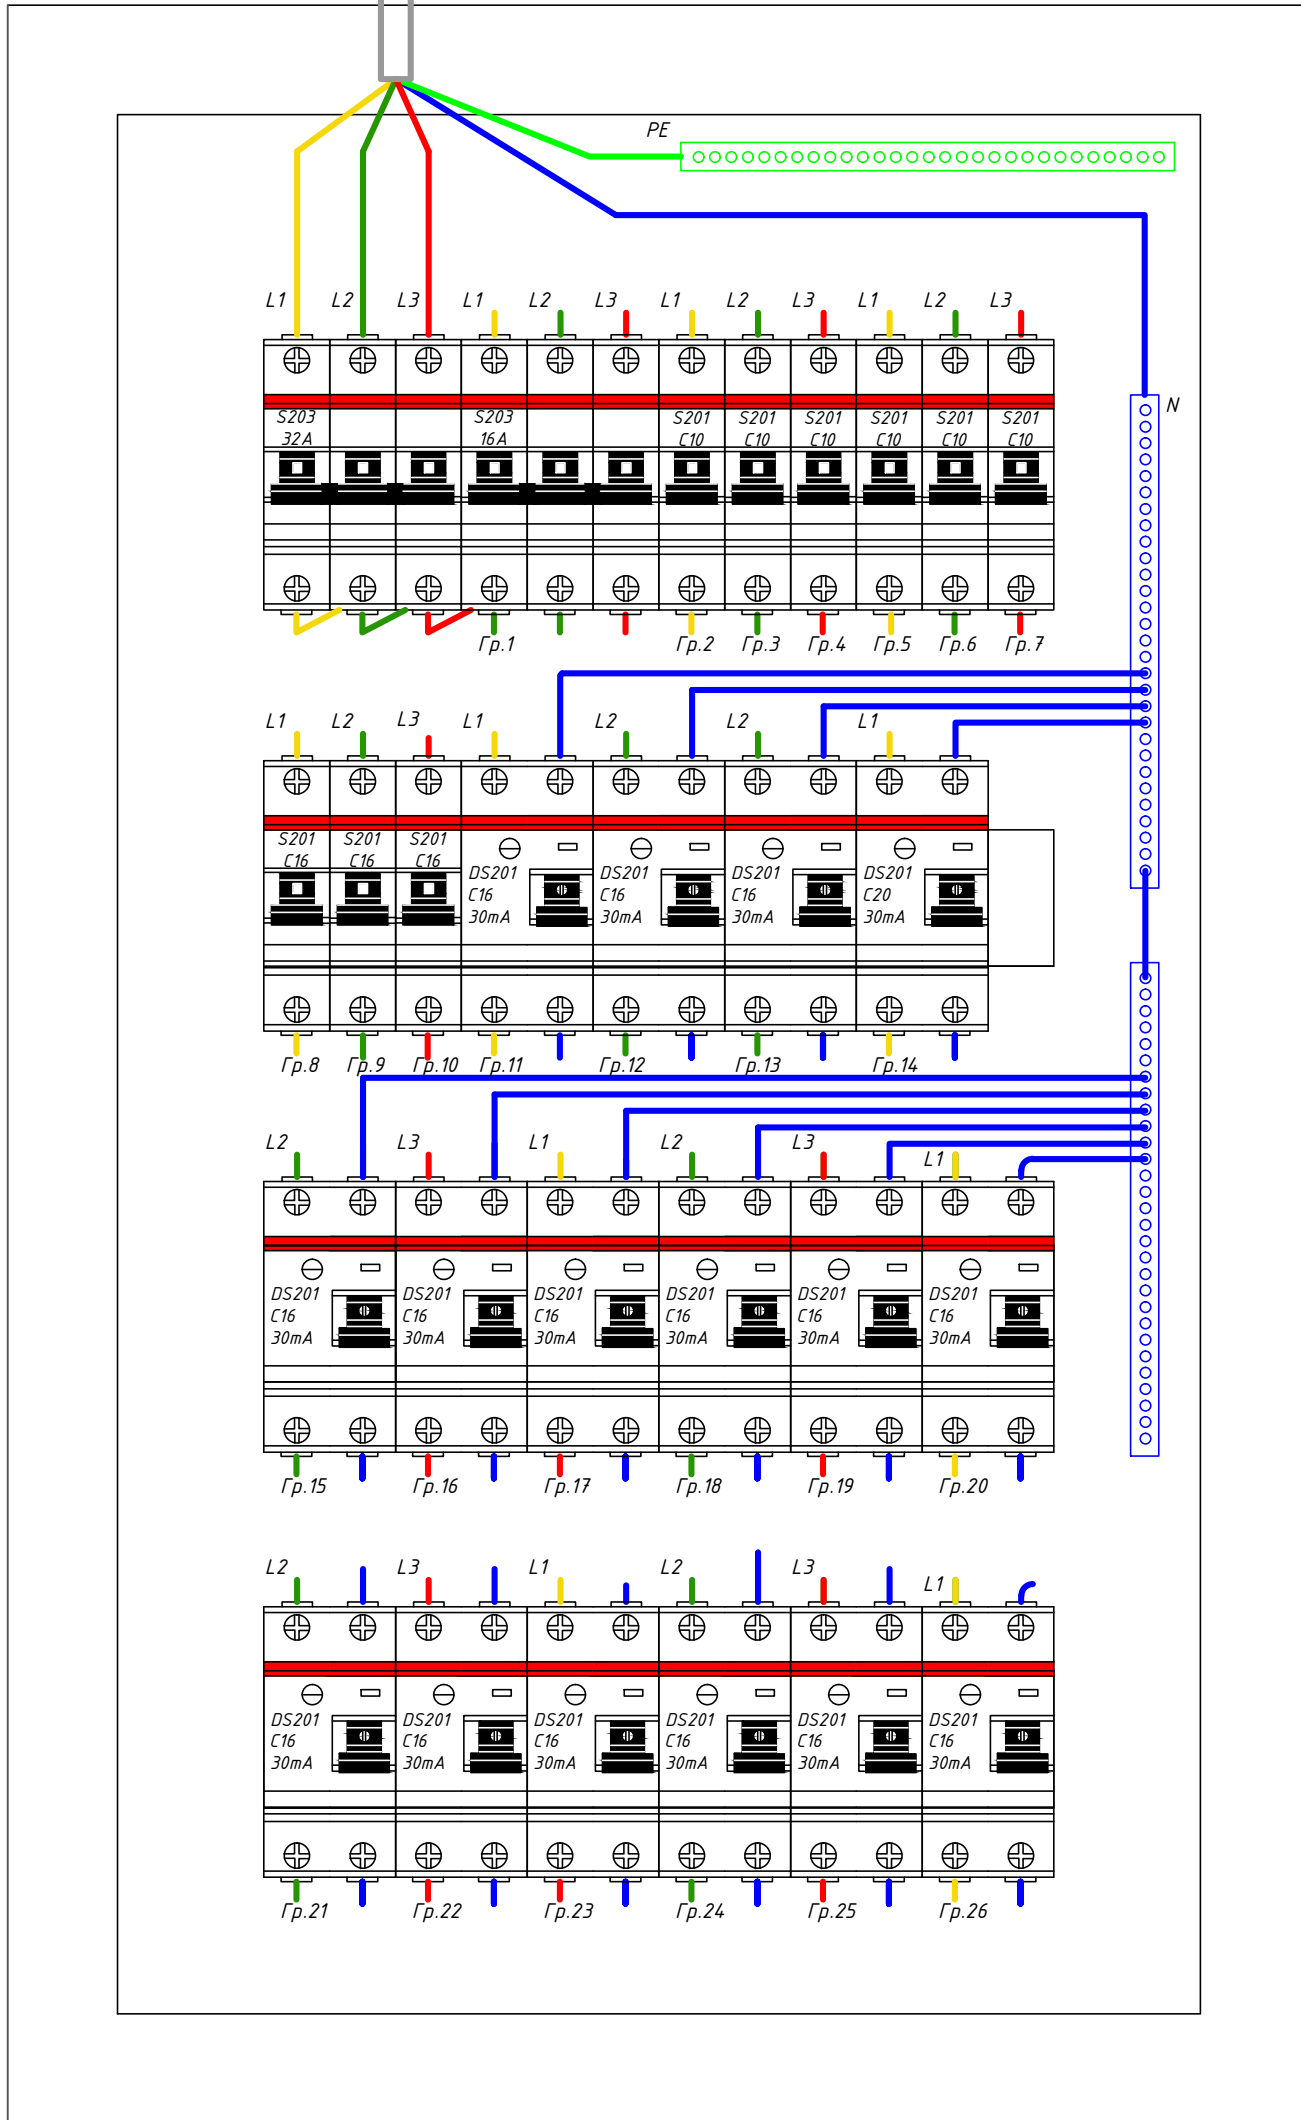 PE
L1 L2 L3 L1 L2 L3 L1 L2 L3 L1 L2 L3
N
S203 S203 S201 S201 S201 S201 S201 S201
32A 16A C10 C10 C10 C10 C10 C10
Гр.1 Гр.2 Гр.3 Гр.4 Гр.5 Гр.6 Гр.7
L1 L2 L3 L1 L2 L2 L1
S201 S201 S201
C16 C16 C16
DS201 DS201 DS201 DS201
C16 C16 C16 C20
30mA 30mA 30mA 30mA
Гр.8 Гр.9 Гр.10 Гр.11 Гр.12 Гр.13 Гр.14
L2 L3 L1 L2 L3 L1
DS201 DS201 DS201 DS201 DS201 DS201
C16 C16 C16 C16 C16 C16
30mA 30mA 30mA 30mA 30mA 30mA
Гр.15 Гр.16 Гр.17 Гр.18 Гр.19 Гр.20
L2 L3 L1 L2 L3 L1
DS201 DS201 DS201 DS201 DS201 DS201
C16 C16 C16 C16 C16 C16
30mA 30mA 30mA 30mA 30mA 30mA
Гр.21 Гр.22 Гр.23 Гр.24 Гр.25 Гр.26